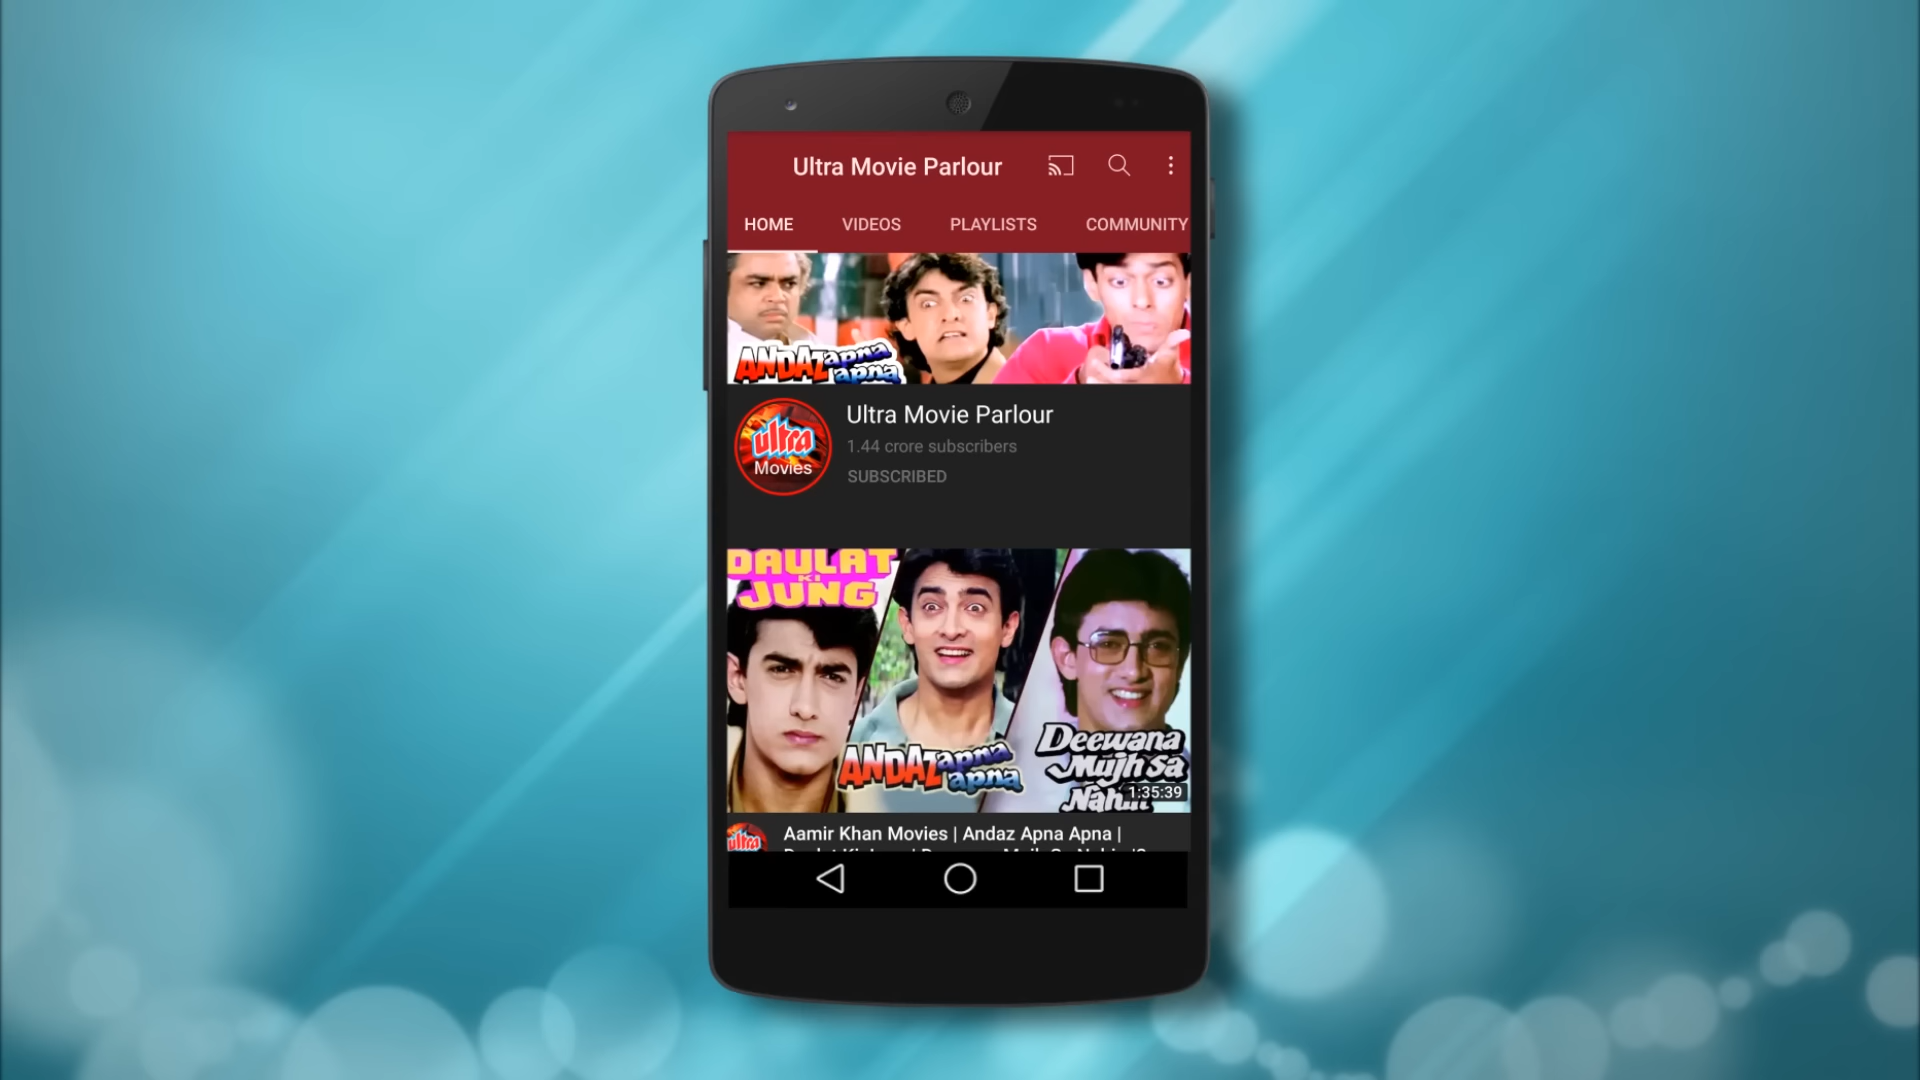 Ultra Movie Parlour
HOME VIDEOS PLAYLISTS COMMUNITY
ANDAZ apna apna
ultra Movies
Ultra Movie Parlour
1.44 crore subscribers
SUBSCRIBED
DAULAT
KI
JUNG
ANDAZ apna apna
Deewana
Mujh Sa
1:35:39
ultra
Aamir Khan Movies | Andaz Apna Apna |